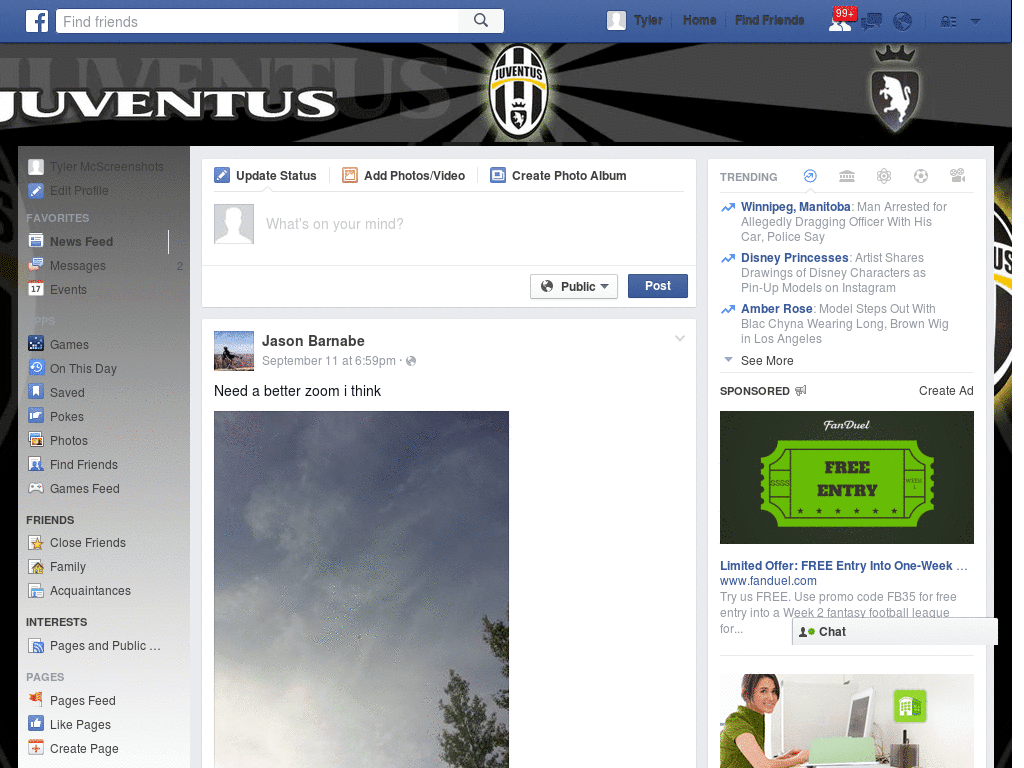 Find friends
Tyler
Home
Find Friends
99+
JUVENTUS
JUVENTUS
JUVENTUS
Tyler McScreenshots
Edit Profile
FAVORITES
News Feed
Messages 2
17 Events
APPS
Games
On This Day
Saved
Pokes
Photos
Find Friends
Games Feed
FRIENDS
Close Friends
Family
Acquaintances
INTERESTS
Pages and Public ...
PAGES
Pages Feed
Like Pages
Create Page
Update Status
Add Photos/Video
Create Photo Album
What's on your mind?
Public
Post
Jason Barnabe
September 11 at 6:59pm ·
Need a better zoom i think
TRENDING
Winnipeg, Manitoba: Man Arrested for
Allegedly Dragging Officer With His
Car, Police Say
Disney Princesses: Artist Shares
Drawings of Disney Characters as
Pin-Up Models on Instagram
Amber Rose: Model Steps Out With
Blac Chyna Wearing Long, Brown Wig
in Los Angeles
See More
SPONSORED
Create Ad
FanDuel
FREE
ENTRY
$$$$
WEEK
1
Limited Offer: FREE Entry Into One-Week ...
www.fanduel.com
Try us FREE. Use promo code FB35 for free
entry into a Week 2 fantasy football league
for...
Chat